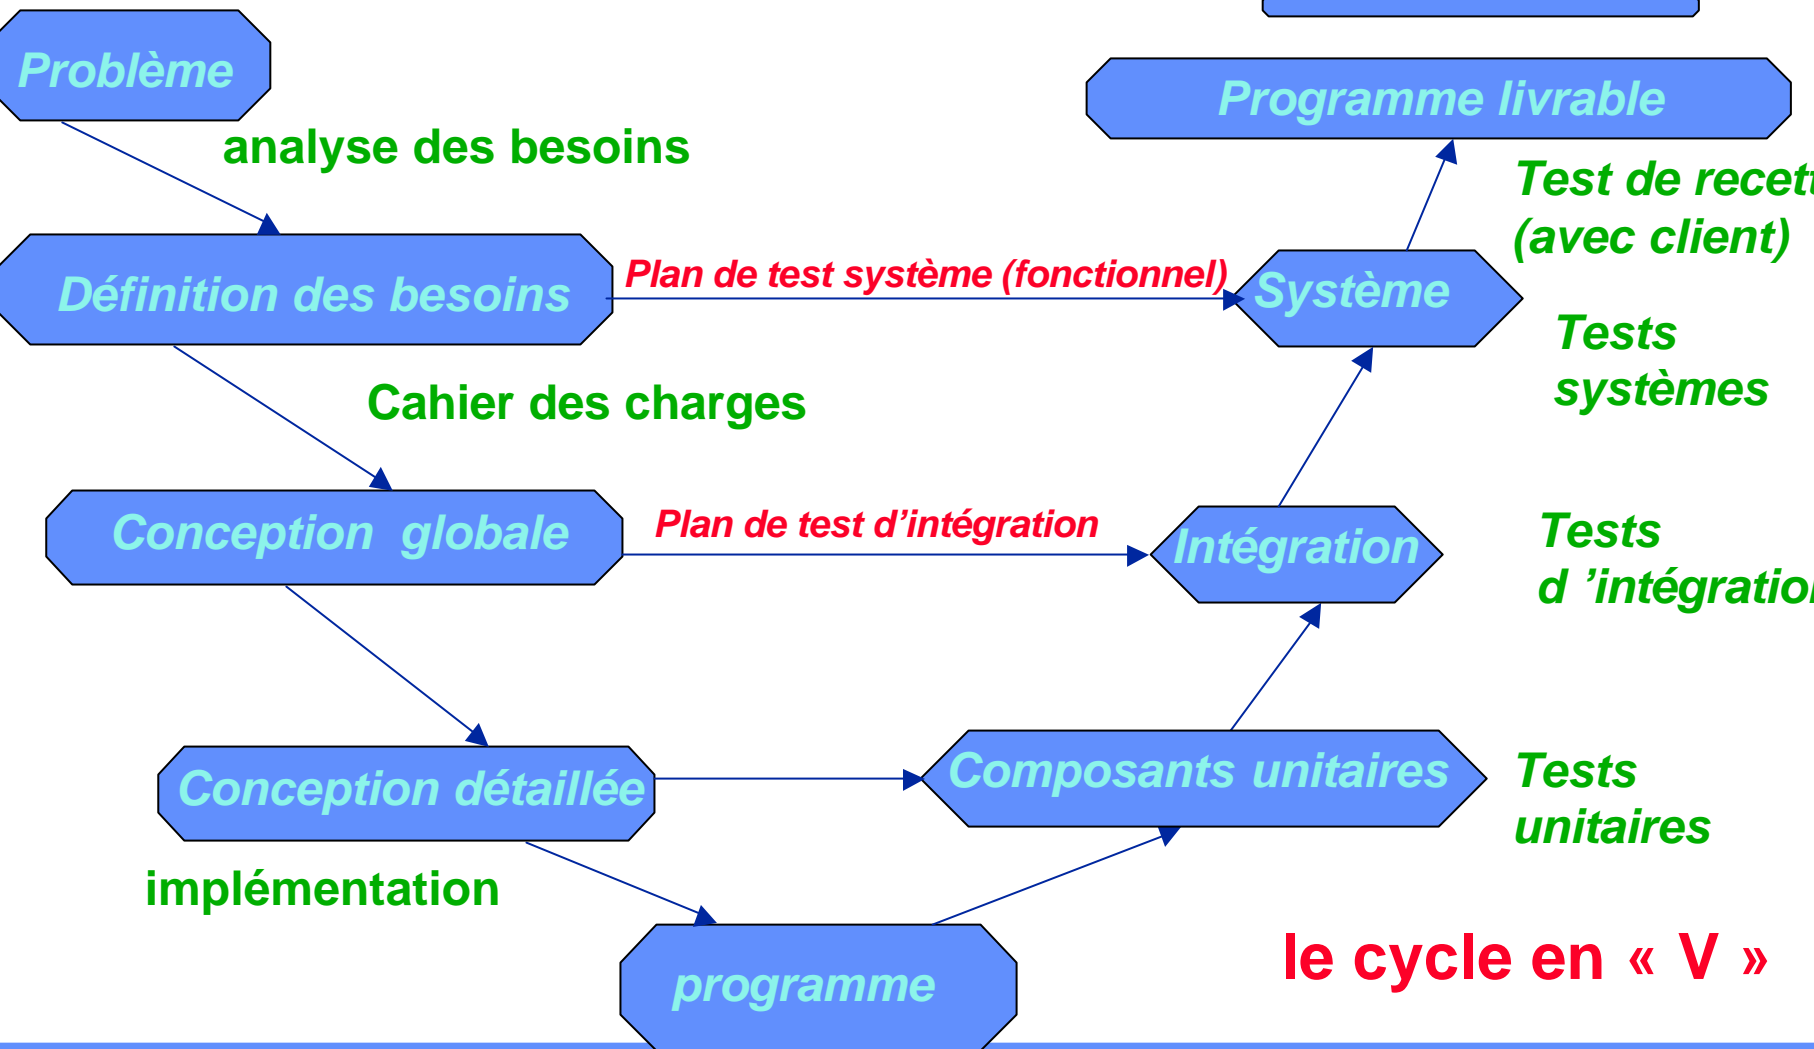 Problème
Programme livrable
analyse des besoins
Test de
(avec client)
Définition des besoins
Plan de test système (fonctionnel)
Système
Tests
systèmes
Cahier des charges
Conception globale
Plan de test d’intégration
Intégration
Tests
d ’intégration
Conception détaillée
Composants unitaires
Tests
unitaires
implémentation
programme
le cycle en « V »